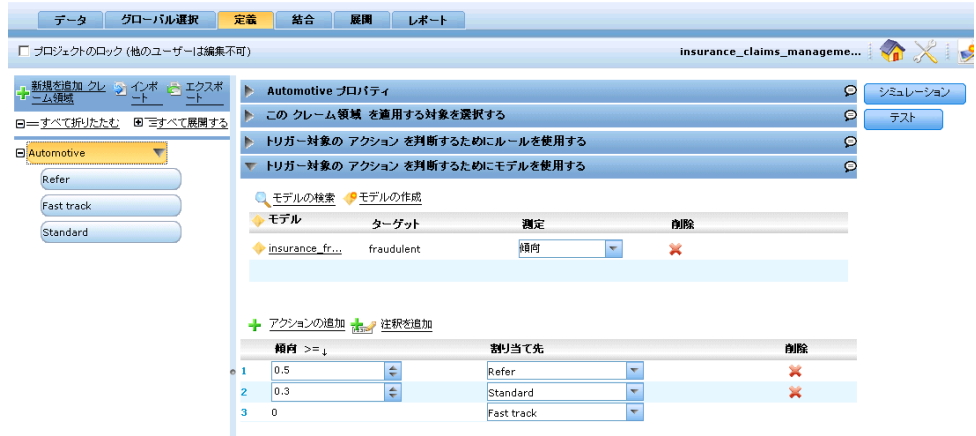 データ グローバル選択 定義 結合 展開 レポート
プロジェクトのロック (他のユーザーは編集不可) insurance_claims_manageme...
新規を追加 クレーム領域 インポート エクスポート
すべて折りたたむ すべて展開する
Automotive
Refer
Fast track
Standard
Automotive プロパティ
この クレーム領域 を適用する対象を選択する
トリガー対象の アクション を判断するためにルールを使用する
トリガー対象の アクション を判断するためにモデルを使用する
モデルの検索 モデルの作成
モデル ターゲット 測定 削除
insurance_fr... fraudulent 傾向
アクションの追加 注釈を追加
傾向 >=↓ 割り当て先 削除
1 0.5 Refer
2 0.3 Standard
3 0 Fast track
シミュレーション
テスト